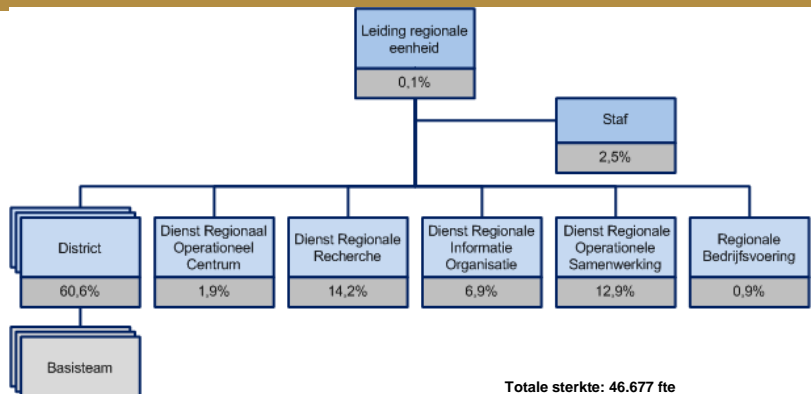 Leiding regionale
eenheid
0,1%
Staf
2,5%
District
60,6%
Dienst Regionaal
Operationeel
Centrum
1,9%
Dienst Regionale
Recherche
14,2%
Dienst Regionale
Informatie
Organisatie
6,9%
Dienst Regionale
Operationele
Samenwerking
12,9%
Regionale
Bedrijfsvoering
0,9%
Basisteam
Totale sterkte: 46.677 fte